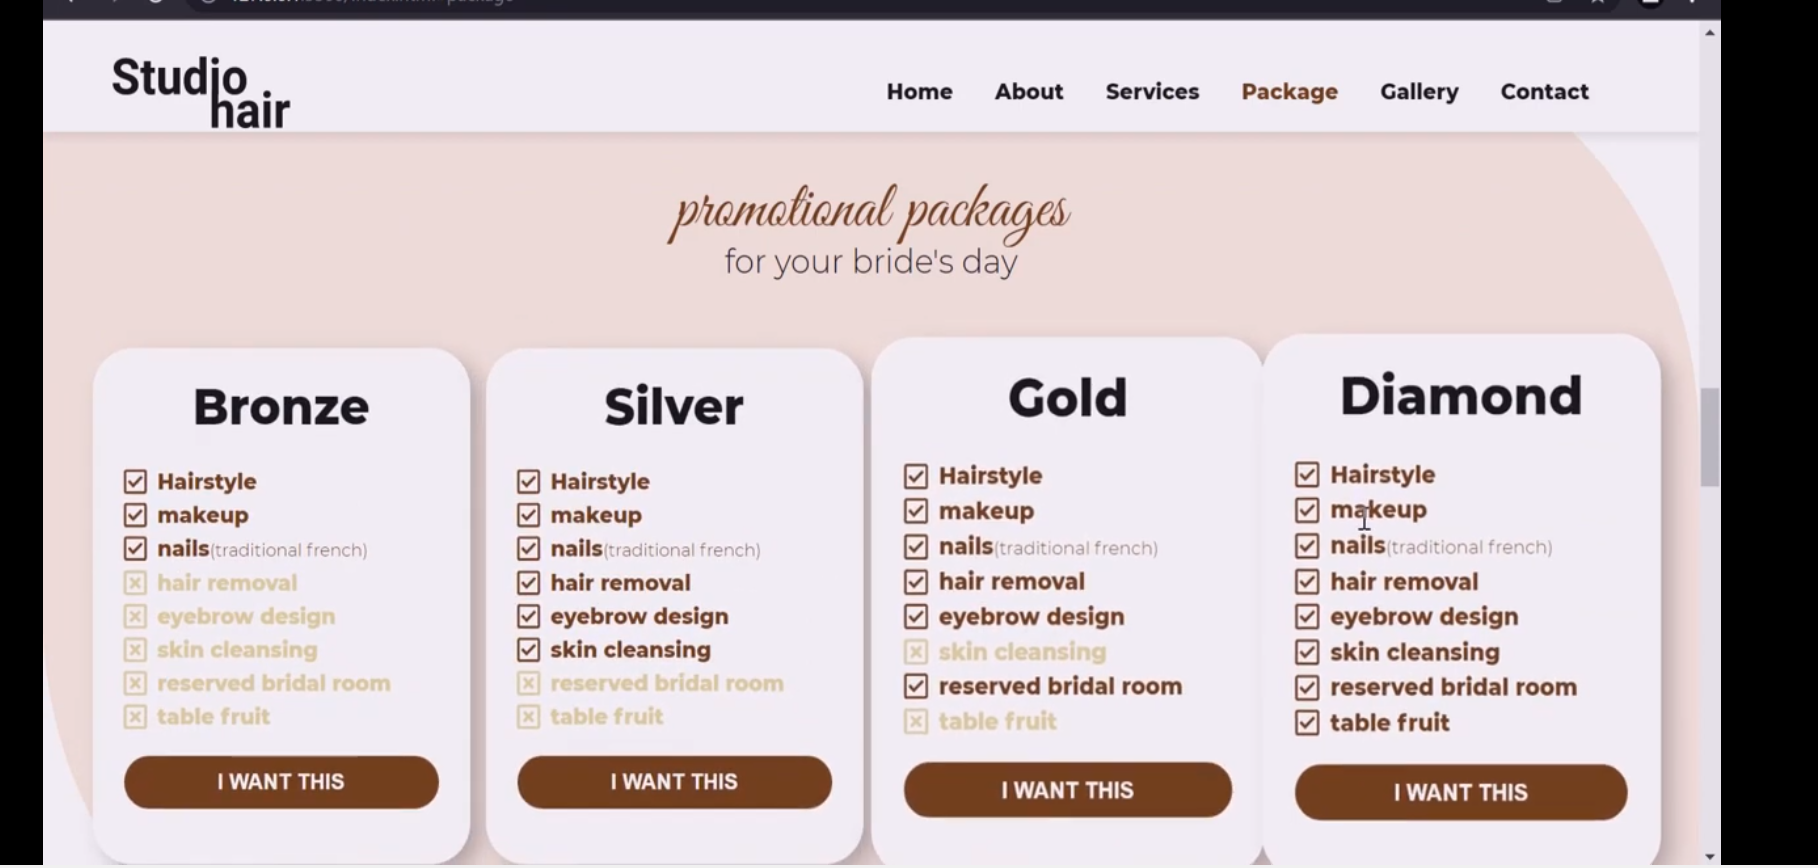 Studio
hair
Home
About
Services
Package
Gallery
Contact
promotional packages
for your bride's day
Bronze
Hairstyle
makeup
nails(traditional french)
hair removal
eyebrow design
skin cleansing
reserved bridal room
table fruit
I WANT THIS
Silver
Hairstyle
makeup
nails(traditional french)
hair removal
eyebrow design
skin cleansing
reserved bridal room
table fruit
I WANT THIS
Gold
Hairstyle
makeup
nails(traditional french)
hair removal
eyebrow design
skin cleansing
reserved bridal room
table fruit
I WANT THIS
Diamond
Hairstyle
makeup
nails(traditional french)
hair removal
eyebrow design
skin cleansing
reserved bridal room
table fruit
I WANT THIS